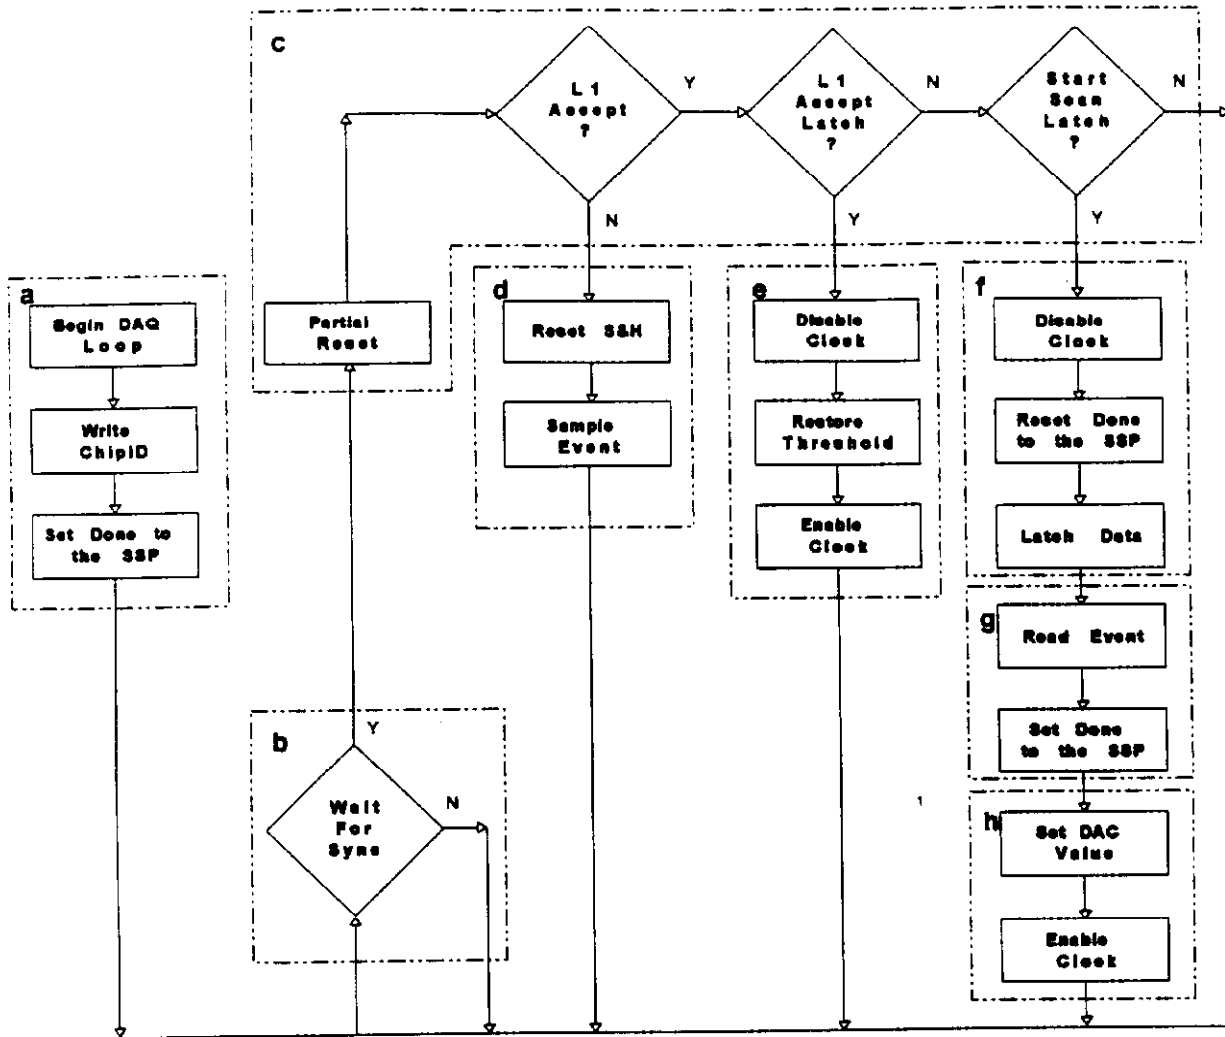 c
L 1
Accept
?
Y
L 1
Accept
Latch
?
N
Start
Scan
Latch
?
N
N
Y
Y
a
Begin DAQ
Loop
Write
ChipID
Set Done to
the SSP
Partial
Reset
d
Reset S&H
Sample
Event
e
Disable
Clock
Restore
Threshold
Enable
Clock
f
Disable
Clock
Reset Done
to the SSP
Latch Data
g
Read Event
Set Done
to the SSP
b
Y
Wait
For
Sync
N
h
Set DAC
Value
Enable
Clock